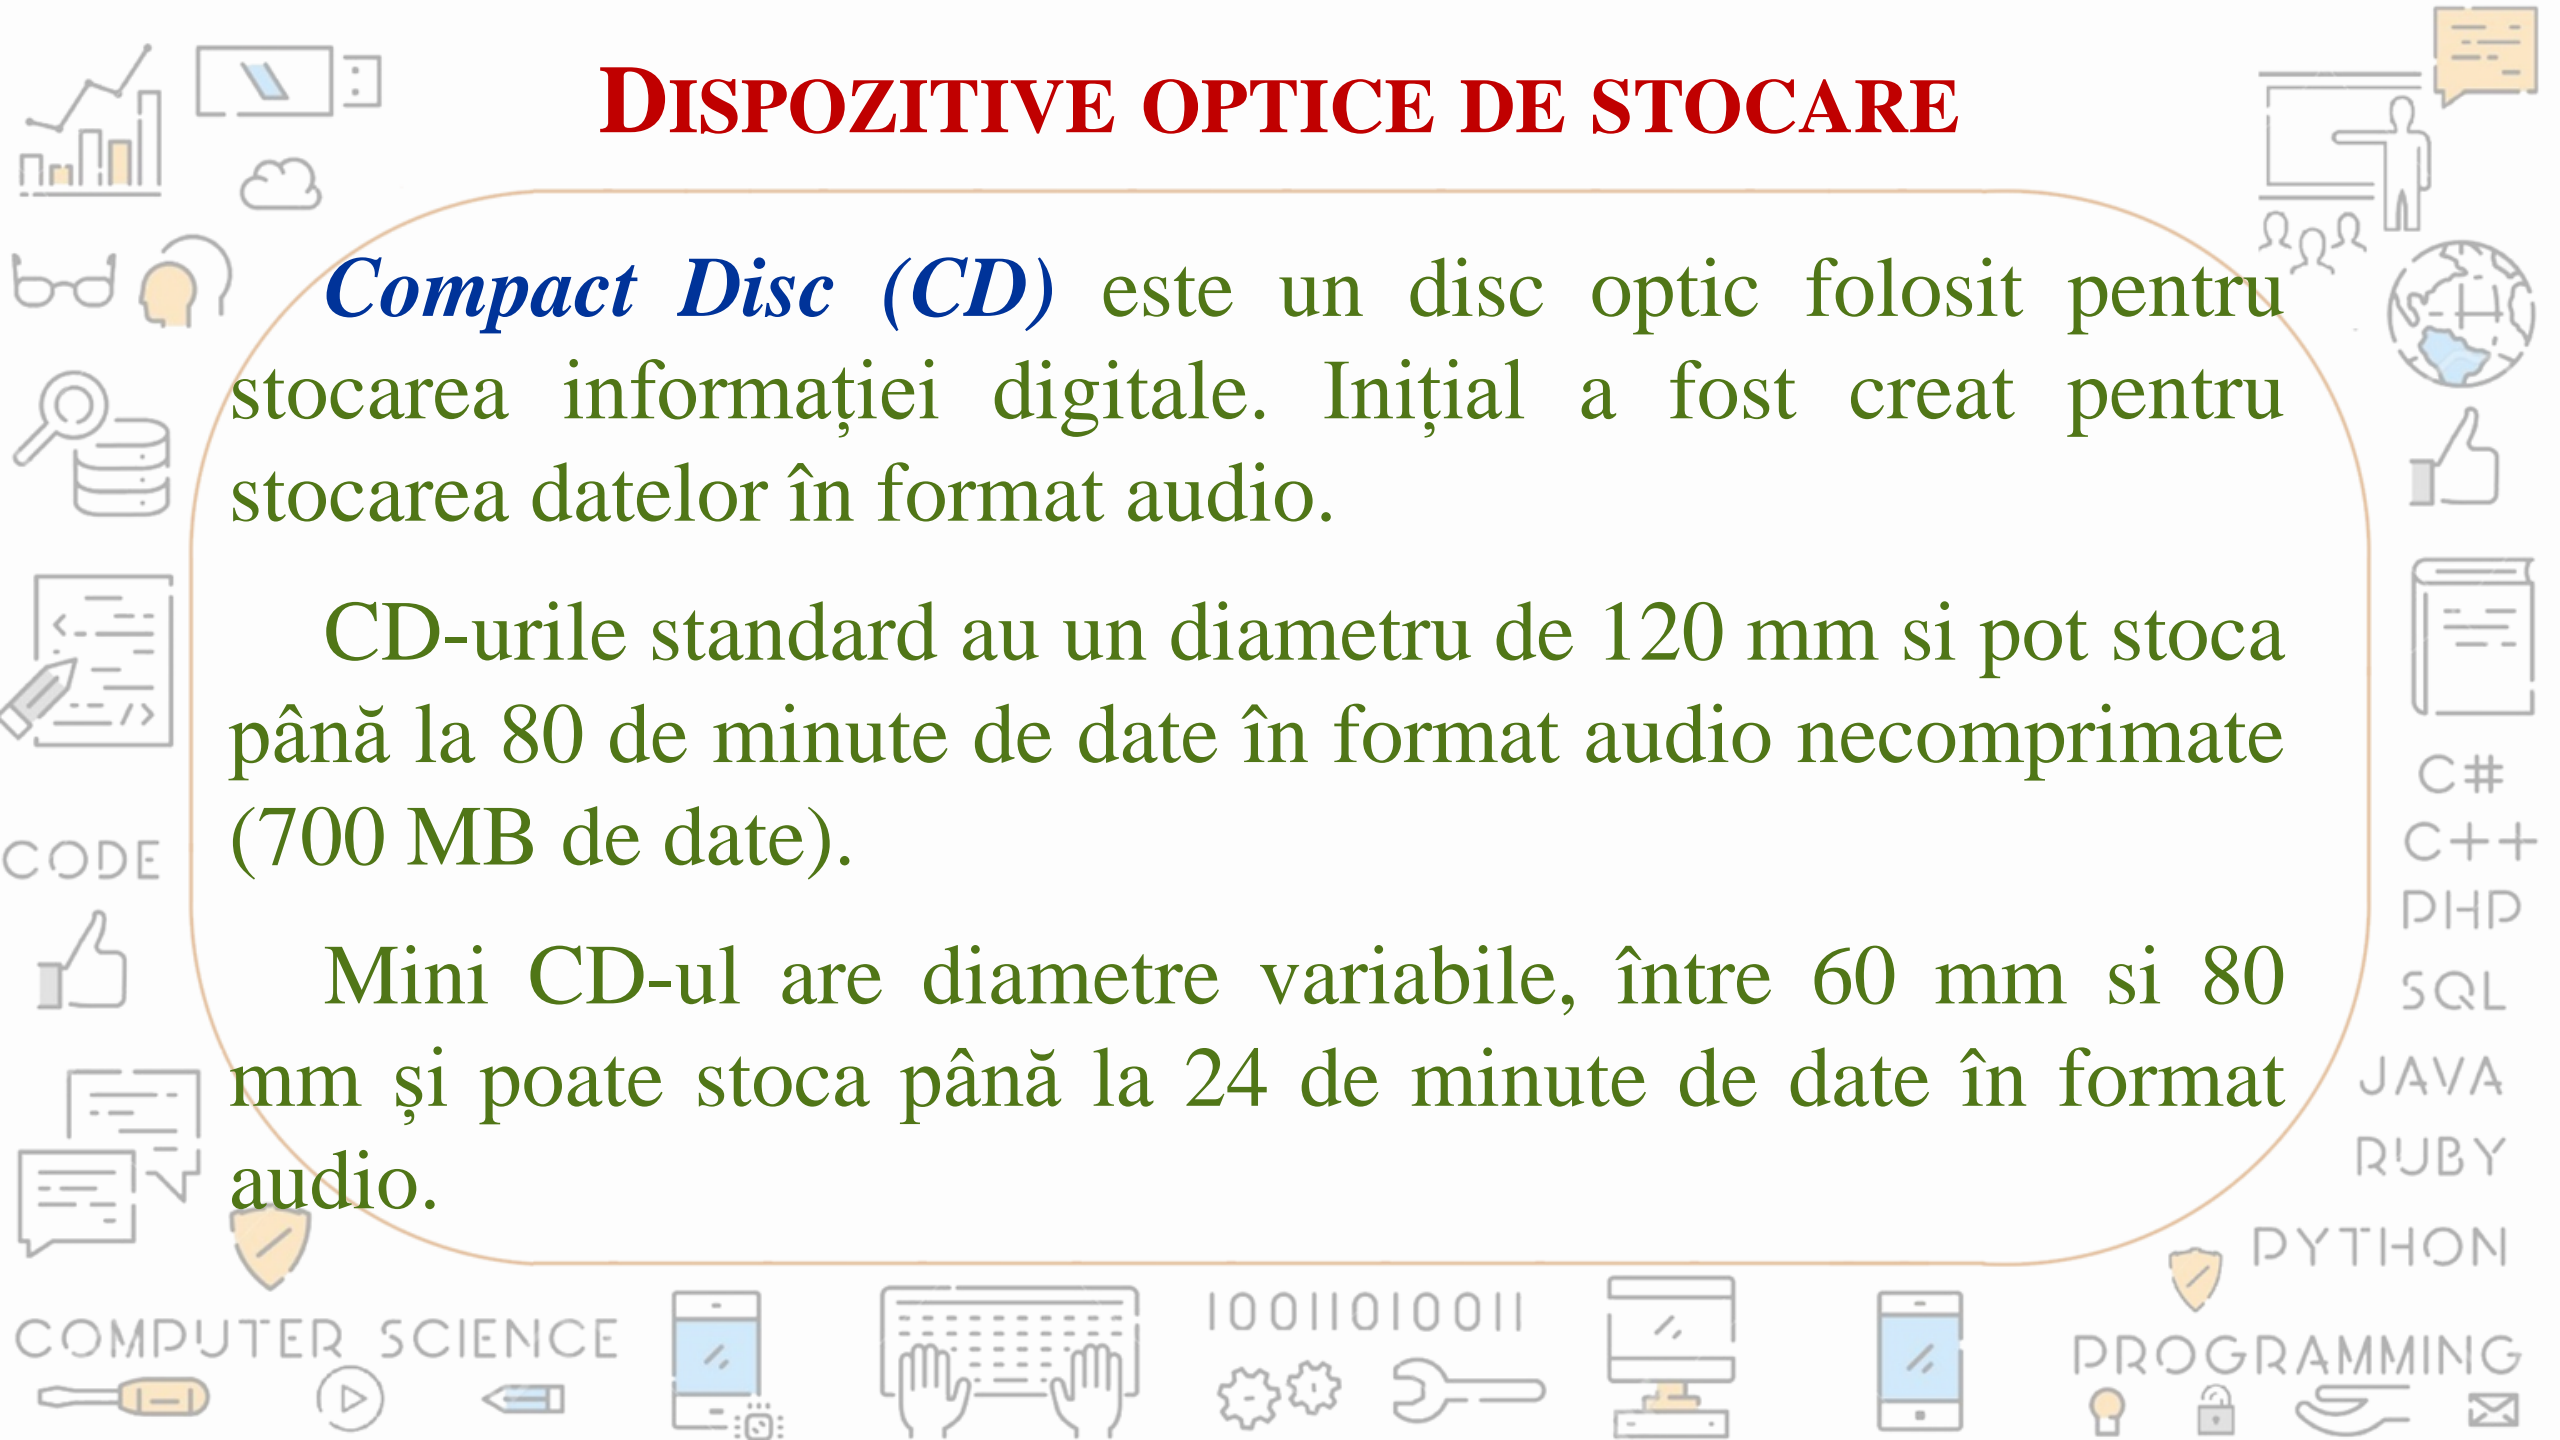 DISPOZITIVE OPTICE DE STOCARE
Compact Disc (CD) este un disc optic folosit pentru
stocarea informației digitale. Inițial a fost creat pentru
stocarea datelor în format audio.
CD-urile standard au un diametru de 120 mm si pot stoca
până la 80 de minute de date în format audio necomprimate
(700 MB de date).
Mini CD-ul are diametre variabile, între 60 mm si 80
mm și poate stoca până la 24 de minute de date în format
audio.
CODE
C#
C++
PHP
SQL
JAVA
RUBY
PYTHON
COMPUTER SCIENCE
10011010011
PROGRAMMING